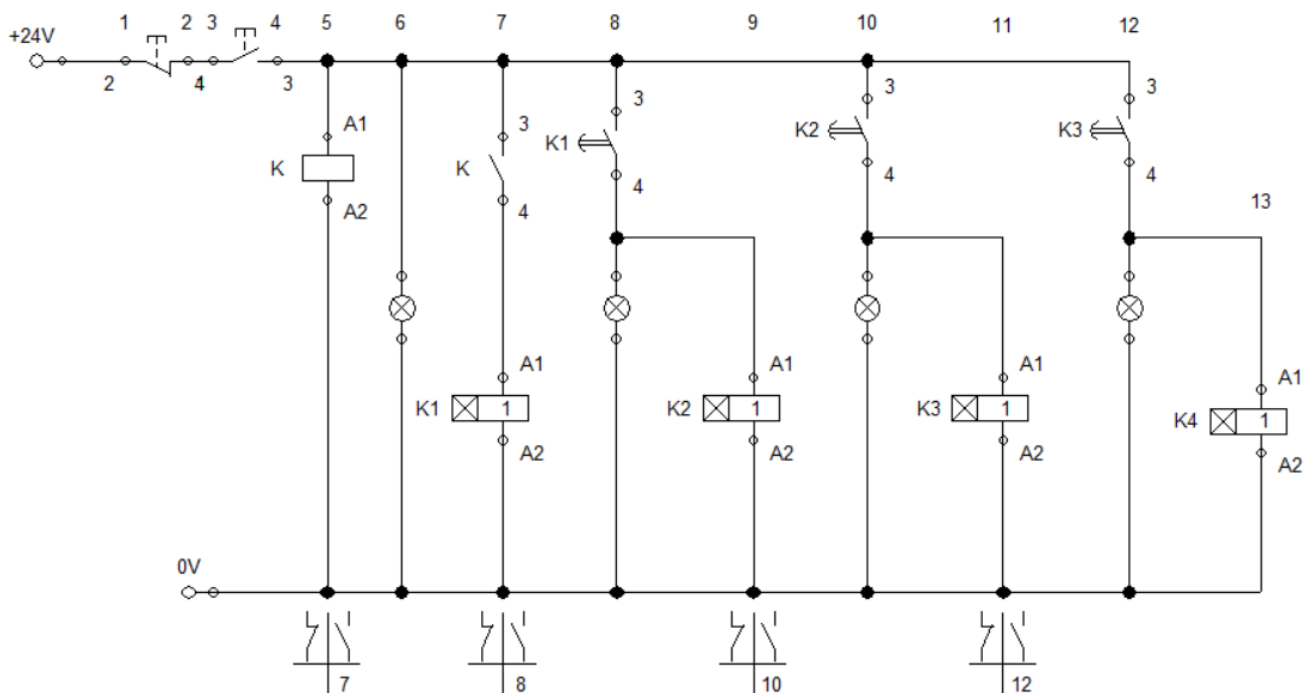 1 2 3 4 5 6 7 8 9 10 11 12
+24V
2 4 3
3 3 3
A1 3 K1 K2 K3
K K 4 4 4
A2 4
13
A1 A1 A1 A1
K1 1 K2 1 K3 1 K4 1
A2 A2 A2 A2
0V
7 8 10 12